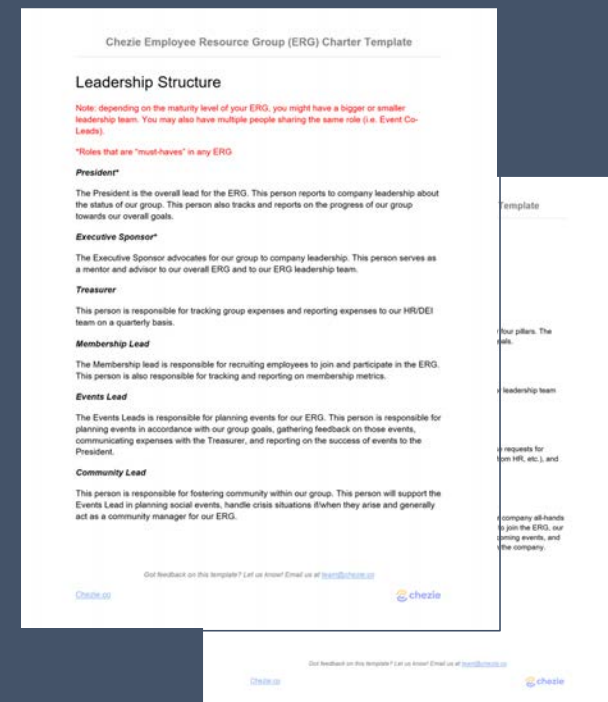 Chezie Employee Resource Group (ERG) Charter Template
Leadership Structure
Note: depending on the maturity level of your ERG, you might have a bigger or smaller
leadership team. You may also have multiple people sharing the same role (i.e. Event Co-
Leads).
*Roles that are "must-haves" in any ERG
President*
The President is the overall lead for the ERG. This person reports to company leadership about
the status of our group. This person also tracks and reports on the progress of our group
towards our overall goals.
Executive Sponsor*
The Executive Sponsor advocates for our group to company leadership. This person serves as
a mentor and advisor to our overall ERG and to our ERG leadership team.
Treasurer
This person is responsible for tracking group expenses and reporting expenses to our HR/DEI
team on a quarterly basis.
Membership Lead
The Membership lead is responsible for recruiting employees to join and participate in the ERG.
This person is also responsible for tracking and reporting on membership metrics.
Events Lead
The Events Leads is responsible for planning events for our ERG. This person is responsible for
planning events in accordance with our group goals, gathering feedback on those events,
communicating expenses with the Treasurer, and reporting on the success of events to the
President.
Community Lead
This person is responsible for fostering community within our group. This person will support the
Events Lead in planning social events, handle crisis situations if/when they arise and generally
act as a community manager for our ERG.
Got feedback on this template? Let us know! Email us at team@chezie.co
Chezie.co
chezie
Template
four pillars. The
leadership team
requests for
from HR, etc.), and
company all-hands
to join the ERG, our
coming events, and
the company.
Got feedback on this template? Let us know! Email us at team@chezie.co
Chezie.co
chezie